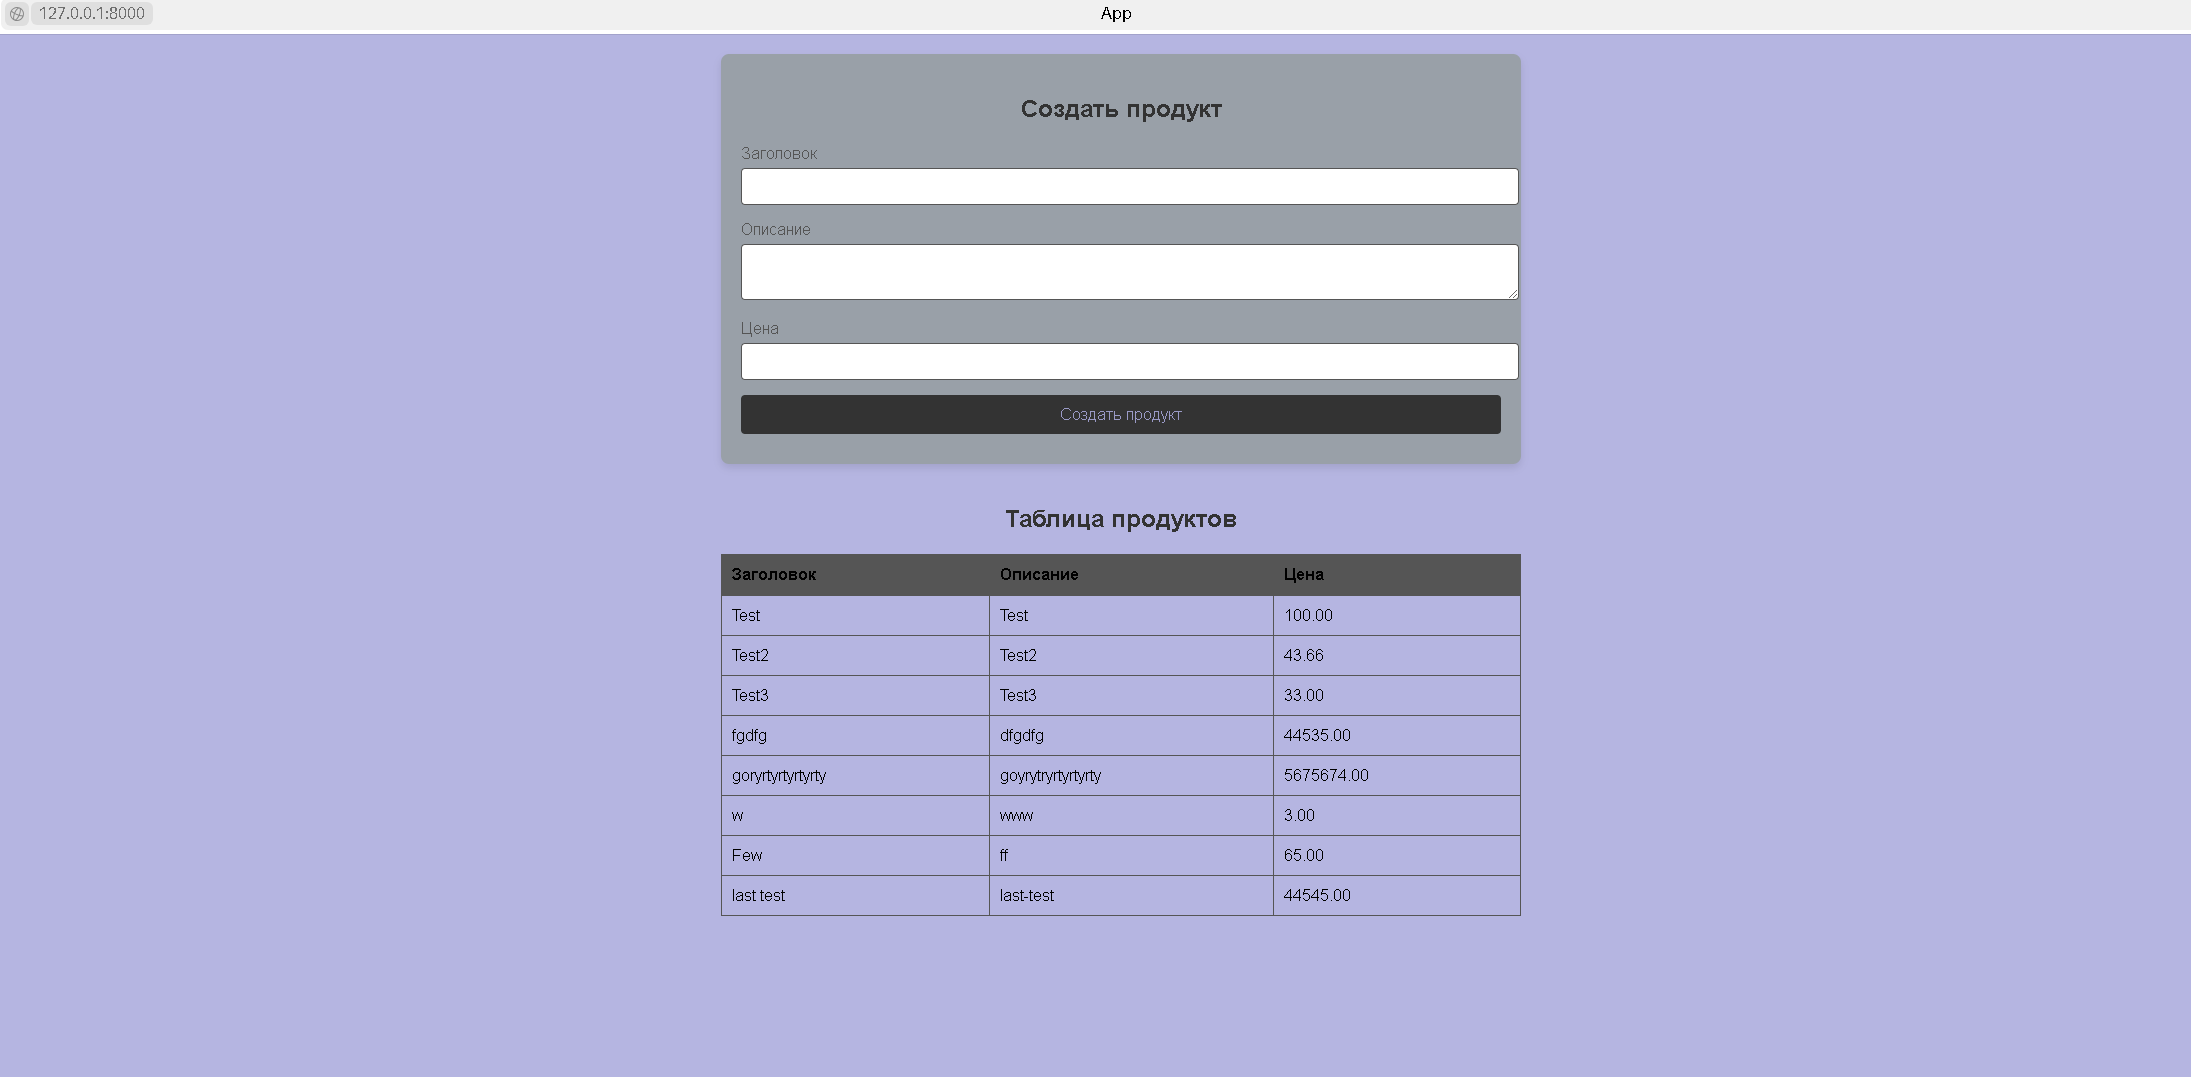 127.0.0.1:8000 App
Создать продукт
Заголовок
Описание
Цена
Создать продукт
Таблица продуктов
Заголовок Описание Цена
Test Test 100.00
Test2 Test2 43.66
Test3 Test3 33.00
fgdfg dfgdfg 44535.00
goryrtyrtyrtyrty goyrytryrtyrtyrty 5675674.00
w www 3.00
Few ff 65.00
last test last-test 44545.00